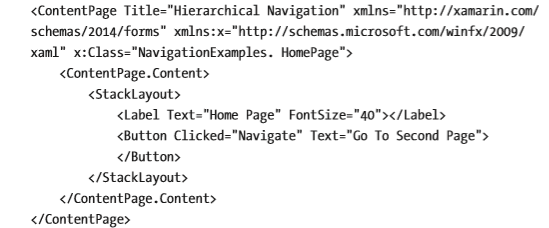 <ContentPage Title="Hierarchical Navigation" xmlns="http://xamarin.com/
schemas/2014/forms" xmlns:x="http://schemas.microsoft.com/winfx/2009/
xaml" x:Class="NavigationExamples. HomePage">
<ContentPage.Content>
<StackLayout>
<Label Text="Home Page" FontSize="40"></Label>
<Button Clicked="Navigate" Text="Go To Second Page">
</Button>
</StackLayout>
</ContentPage.Content>
</ContentPage>